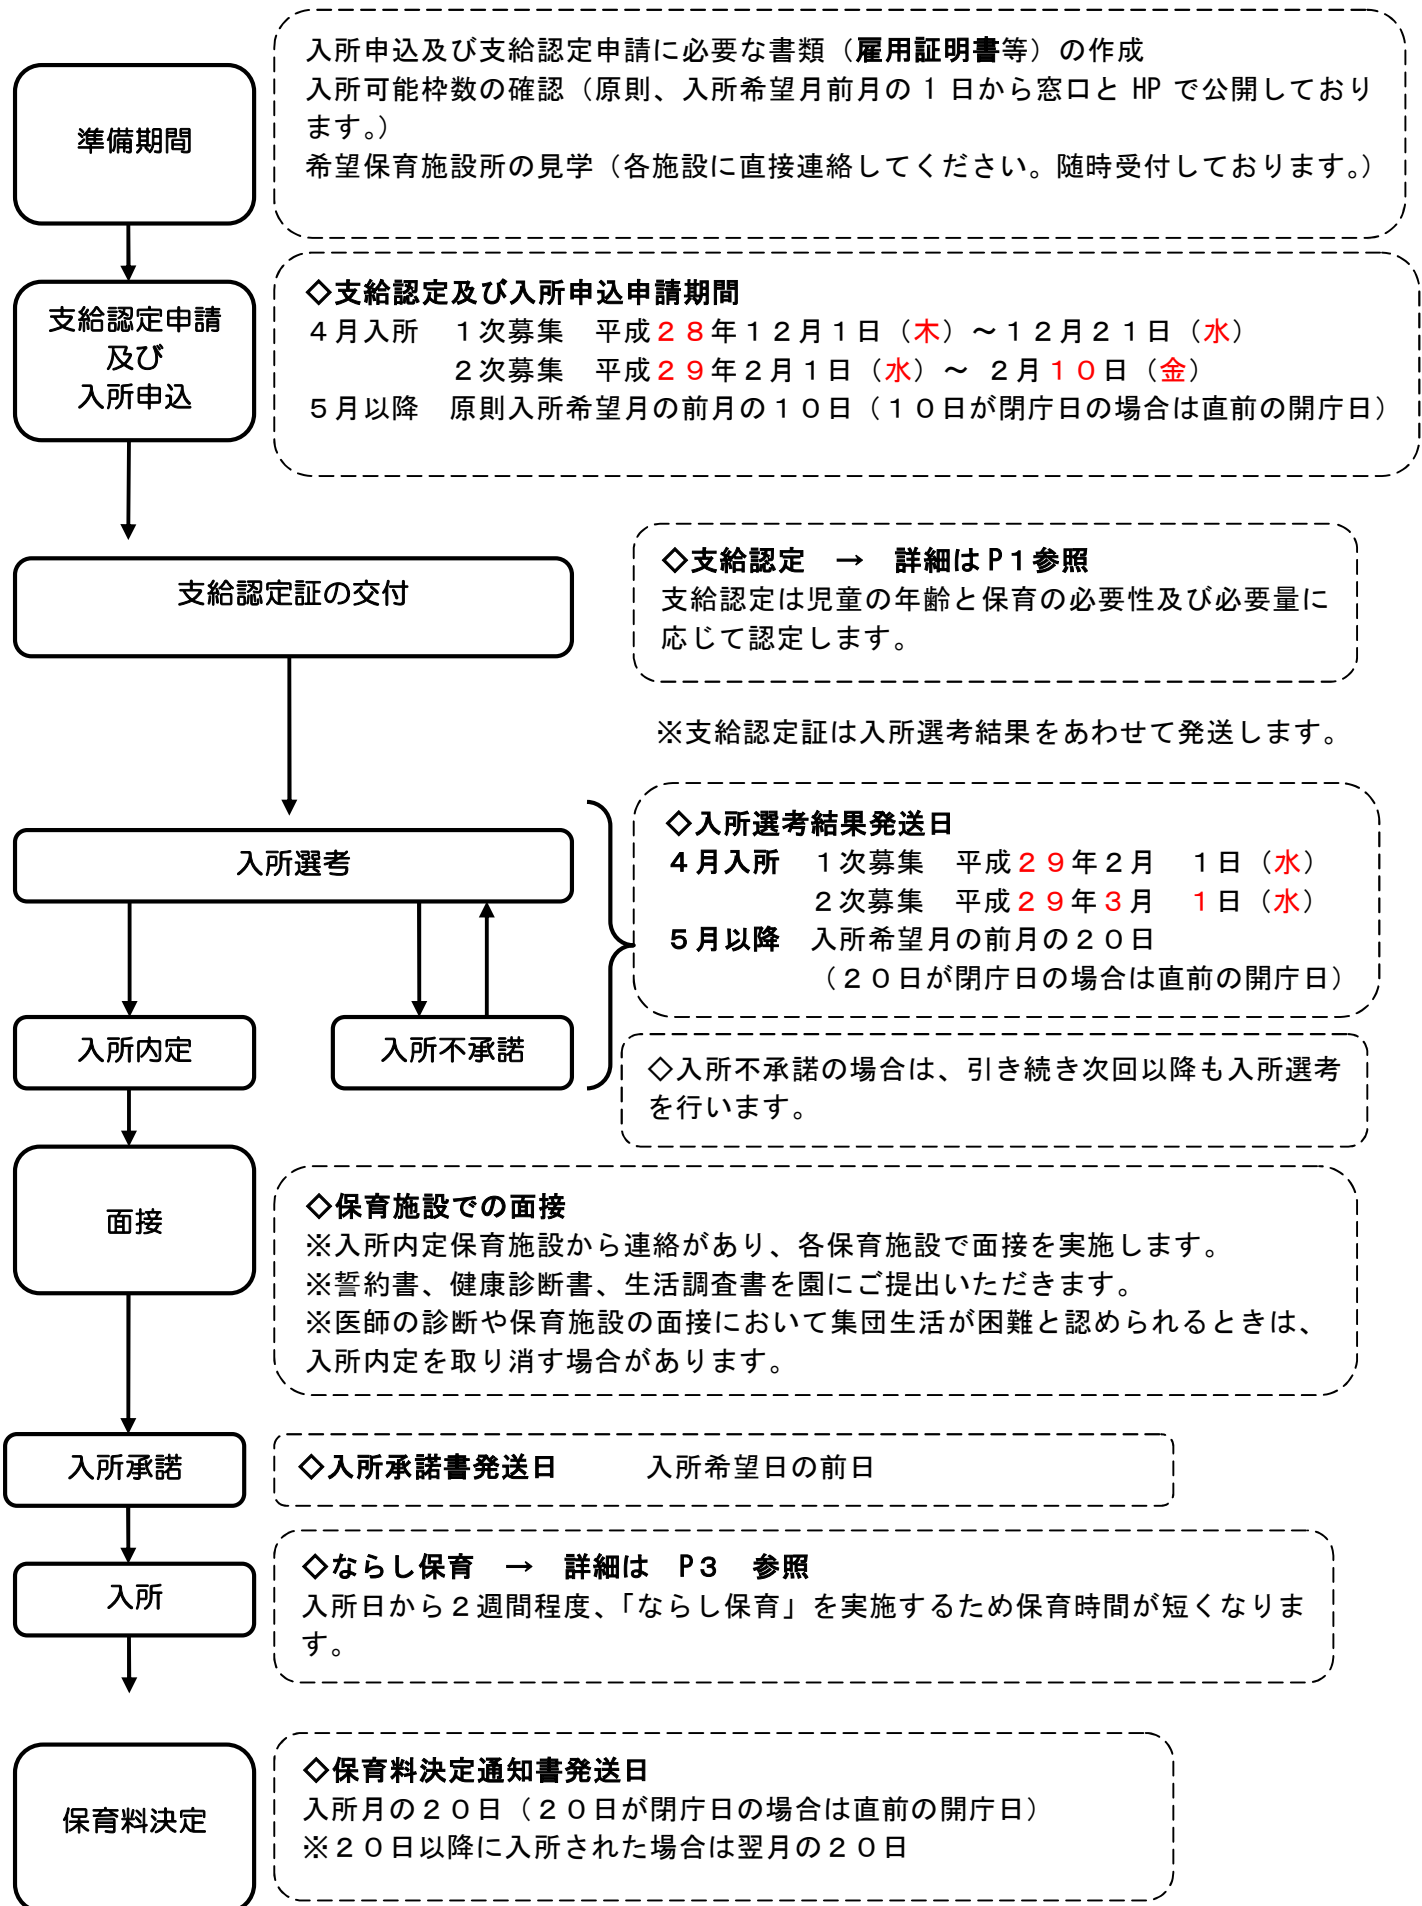 準備期間
入所申込及び支給認定申請に必要な書類（雇用証明書等）の作成
入所可能枠数の確認（原則、入所希望月前月の1日から窓口とHPで公開しており
ます。）
希望保育施設所の見学（各施設に直接連絡してください。随時受付しております。）
支給認定申請
及び
入所申込
◇支給認定及び入所申込申請期間
４月入所　１次募集　平成２８年１２月１日（木）～１２月２１日（水）
２次募集　平成２９年２月１日（水）～ ２月１０日（金）
５月以降　原則入所希望月の前月の１０日（１０日が閉庁日の場合は直前の開庁日）
支給認定証の交付
◇支給認定　→　詳細はP１参照
支給認定は児童の年齢と保育の必要性及び必要量に
応じて認定します。
※支給認定証は入所選考結果をあわせて発送します。
入所選考
◇入所選考結果発送日
４月入所　１次募集　平成２９年２月　１日（水）
２次募集　平成２９年３月　１日（水）
５月以降　入所希望月の前月の２０日
（２０日が閉庁日の場合は直前の開庁日）
入所内定
入所不承諾
◇入所不承諾の場合は、引き続き次回以降も入所選考
を行います。
面接
◇保育施設での面接
※入所内定保育施設から連絡があり、各保育施設で面接を実施します。
※誓約書、健康診断書、生活調査書を園にご提出いただきます。
※医師の診断や保育施設の面接において集団生活が困難と認められるときは、
入所内定を取り消す場合があります。
入所承諾
◇入所承諾書発送日　　　入所希望日の前日
入所
◇ならし保育　→　詳細は　P３　参照
入所日から２週間程度、「ならし保育」を実施するため保育時間が短くなりま
す。
保育料決定
◇保育料決定通知書発送日
入所月の２０日（２０日が閉庁日の場合は直前の開庁日）
※２０日以降に入所された場合は翌月の２０日